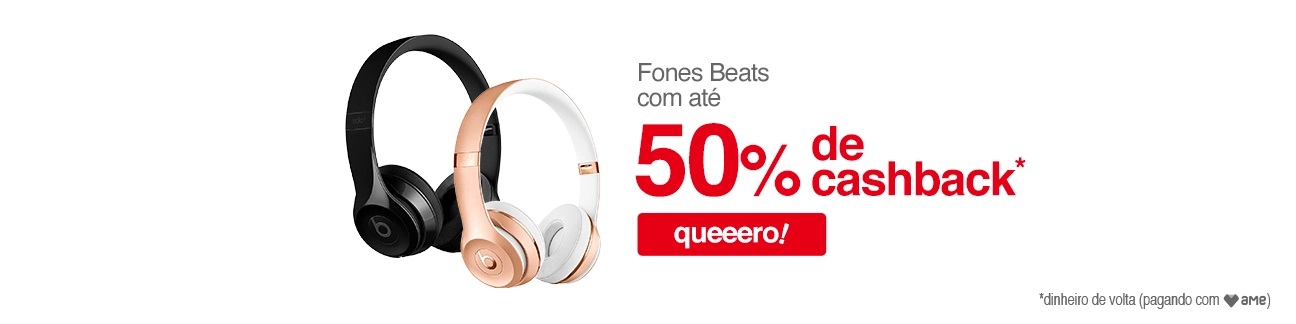 Fones Beats
com até
50% de
cashback*
queeero!
*dinheiro de volta (pagando com ame)